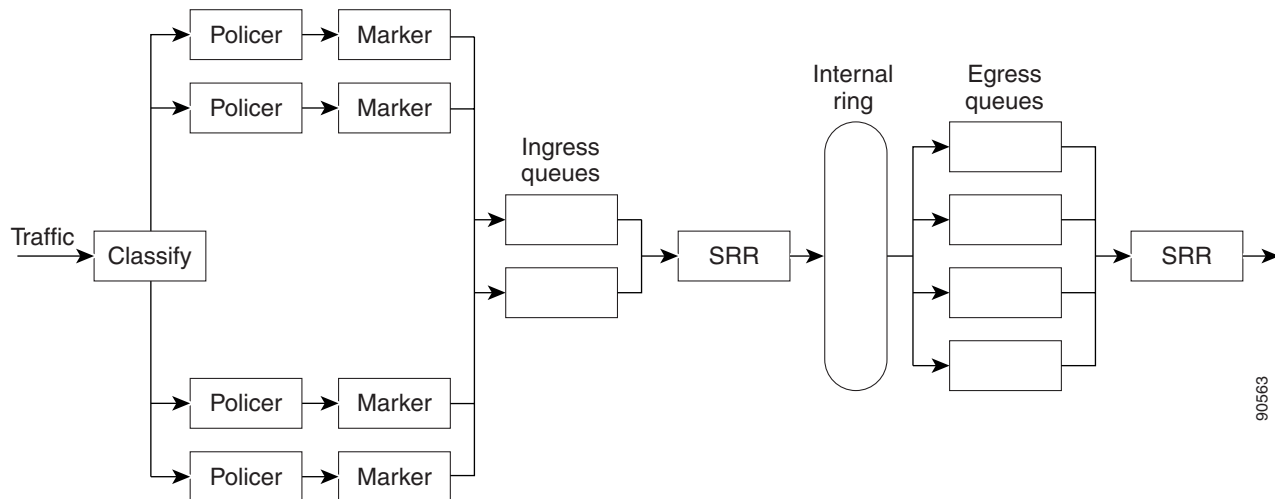 Policer
Marker
Policer
Marker
Internal
ring
Egress
queues
Ingress
queues
Traffic
Classify
SRR
SRR
Policer
Marker
Policer
Marker
90563